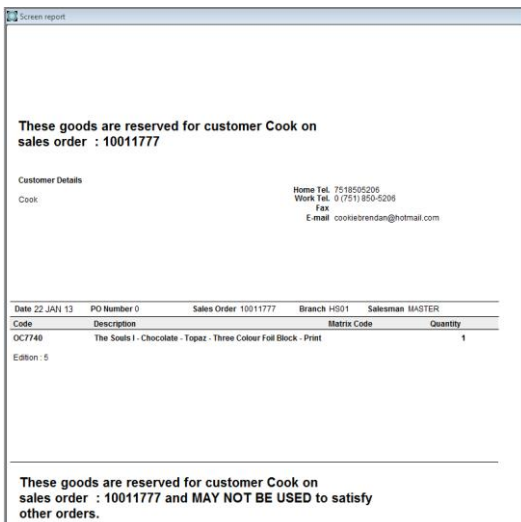 Screen report
These goods are reserved for customer Cook on
sales order : 10011777
Customer Details
Cook
Home Tel. 7518505206
Work Tel. 0 (751) 850-5206
Fax
E-mail cookiebrendan@hotmail.com
Date 22 JAN 13 PO Number 0 Sales Order 10011777 Branch HS01 Salesman MASTER
Code Description Matrix Code Quantity
OC7740 The Souls I - Chocolate - Topaz - Three Colour Foil Block - Print 1
Edition : 5
These goods are reserved for customer Cook on
sales order : 10011777 and MAY NOT BE USED to satisfy
other orders.